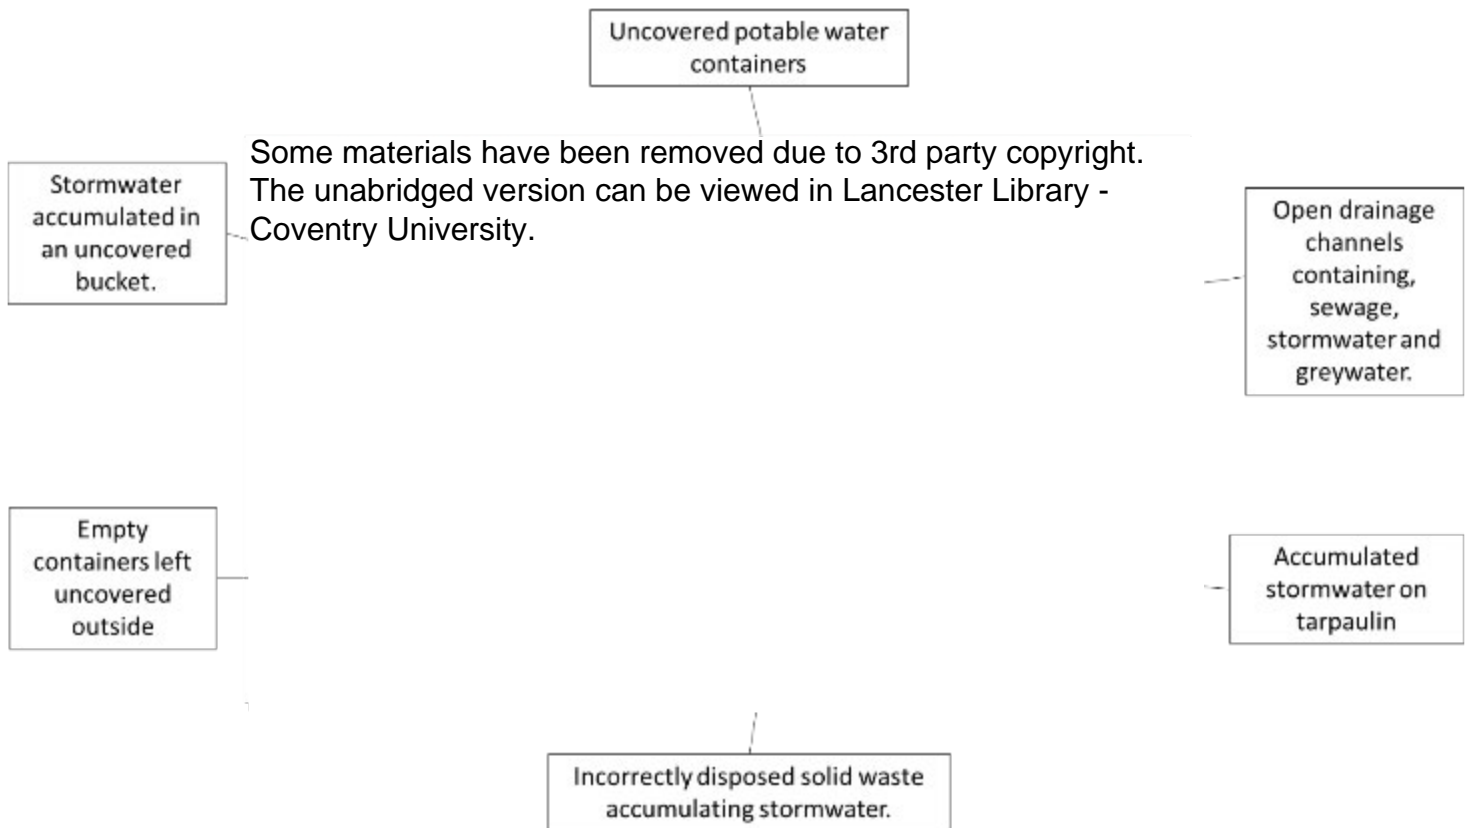 Uncovered potable water
containers
Some materials have been removed due to 3rd party copyright.
The unabridged version can be viewed in Lancester Library -
Coventry University.
Stormwater
accumulated in
an uncovered
bucket.
Open drainage
channels
containing,
sewage,
stormwater and
greywater.
Empty
containers left
uncovered
outside
Accumulated
stormwater on
tarpaulin
Incorrectly disposed solid waste
accumulating stormwater.